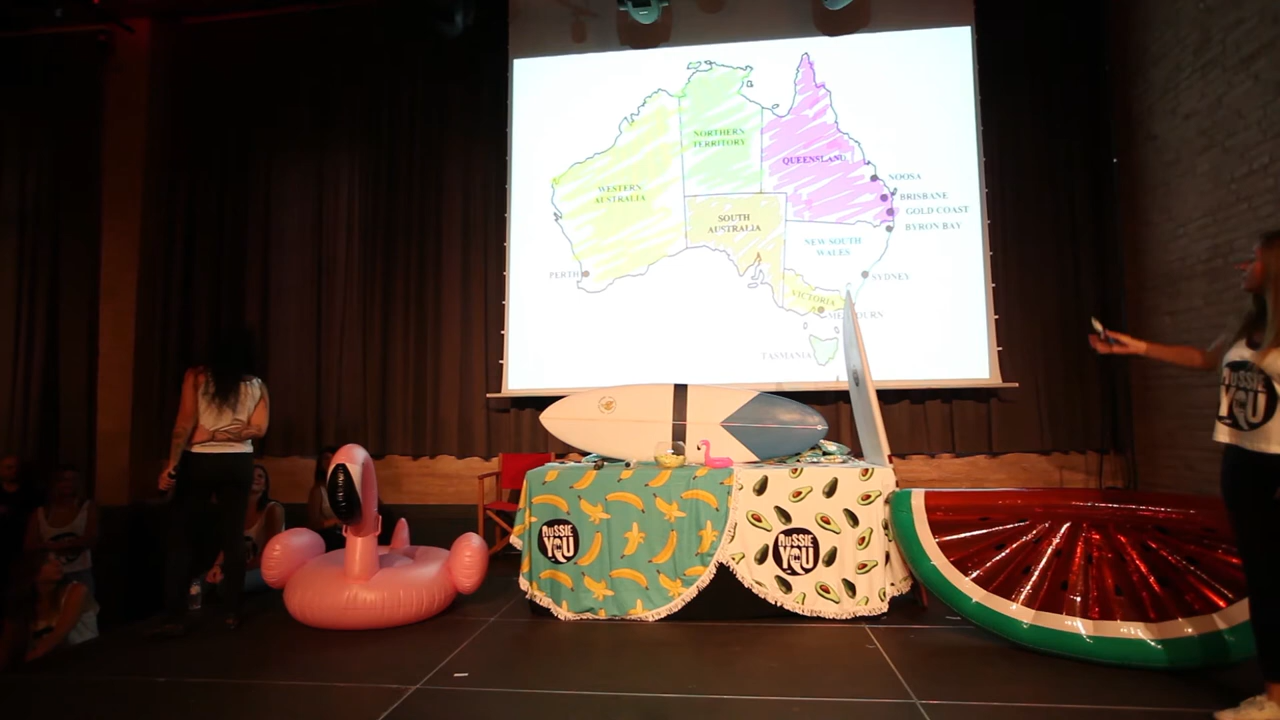 NORTHERN
TERRITORY
QUEENSLAND
NOOSA
WESTERN
AUSTRALIA
BRISBANE
GOLD COAST
SOUTH
AUSTRALIA
BYRON BAY
NEW SOUTH
WALES
PERTH
SYDNEY
VICTORIA
TASMANIA
AUSSIE
YOU
AUSSIE
YOU
AUSSIE
YOU